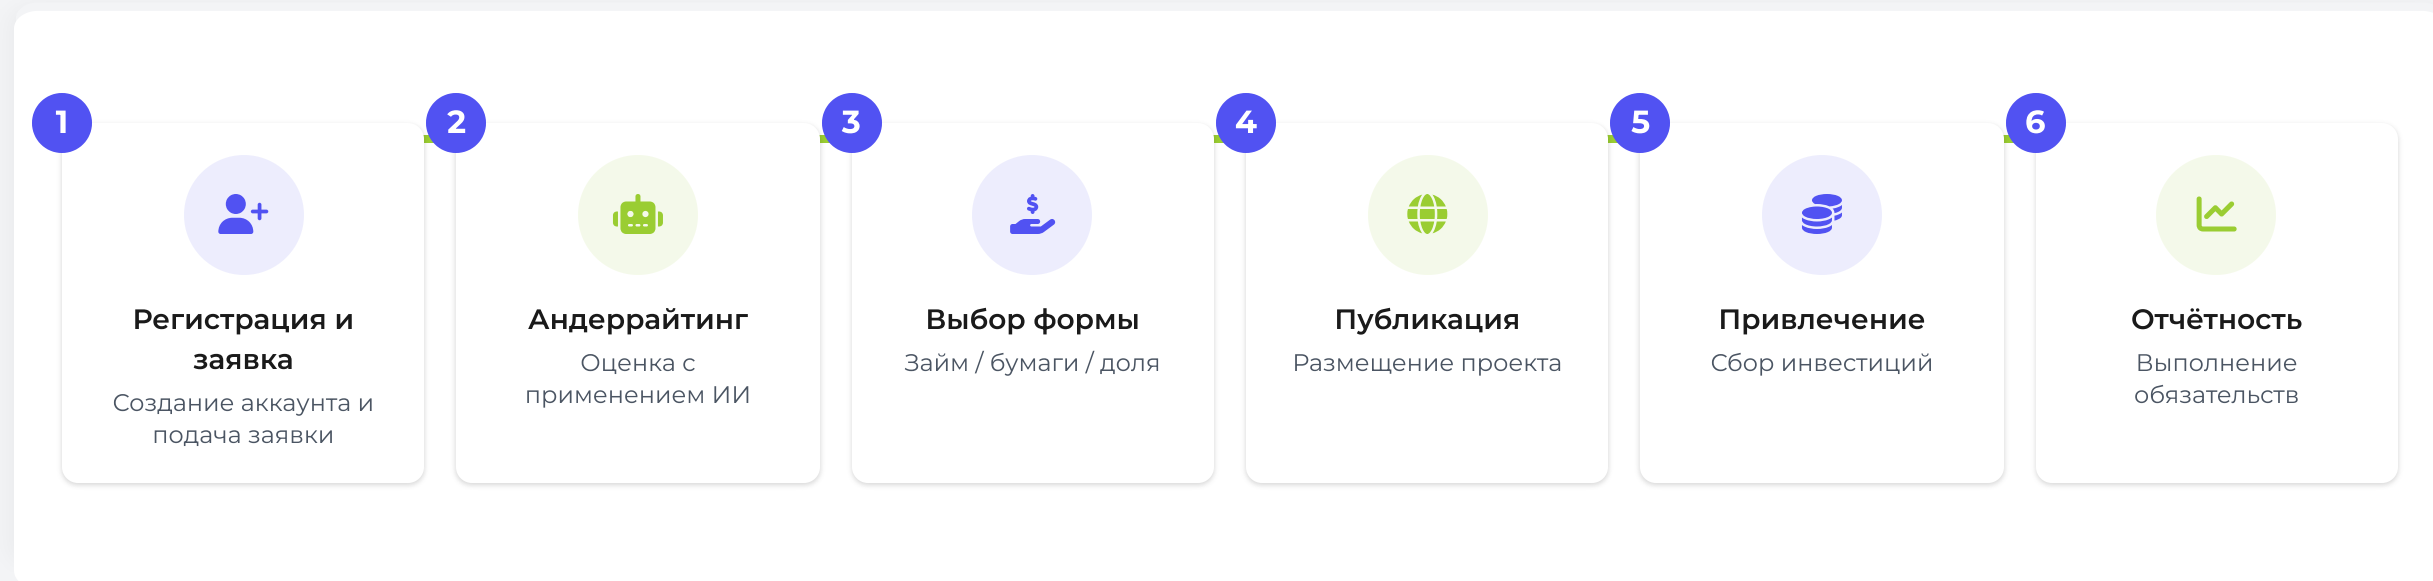 1
Регистрация и
заявка
Создание аккаунта и
подача заявки
2
Андеррайтинг
Оценка с
применением ИИ
3
$
Выбор формы
Займ / бумаги / доля
4
Публикация
Размещение проекта
5
Привлечение
Сбор инвестиций
6
Отчётность
Выполнение
обязательств